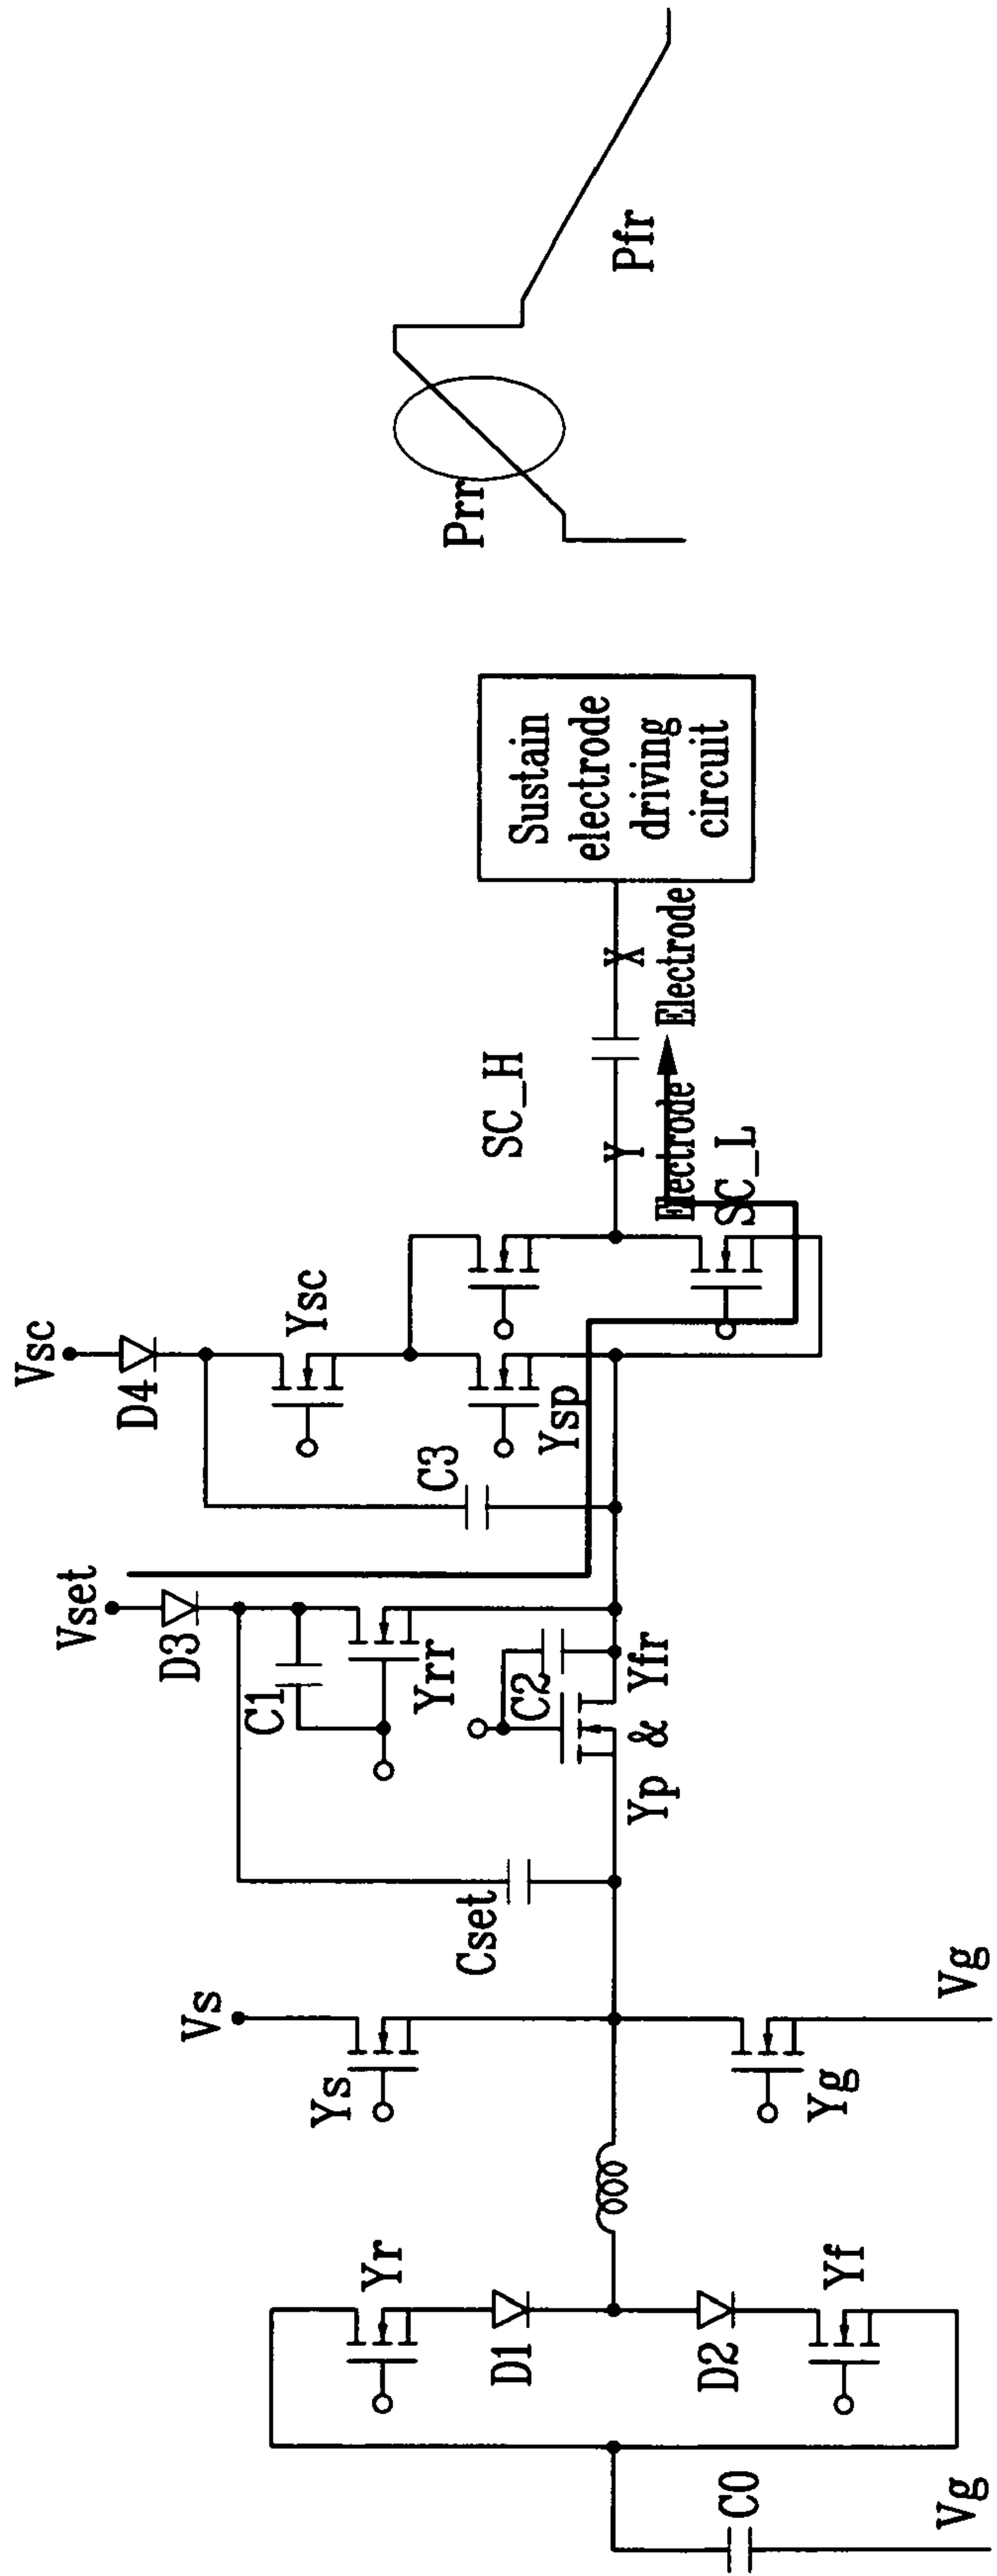 Prr
Pfr
Vsc
D4
Ysc
SC_H
Ysp
C3
Y
Electrode
X
Electrode
SC_L
Sustain
electrode
driving
circuit
Vset
D3
C1
Yrr
C2
Yp & Yfr
Cset
Vs
Ys
Yg
Vg
Yr
D1
D2
Yf
C0
Vg